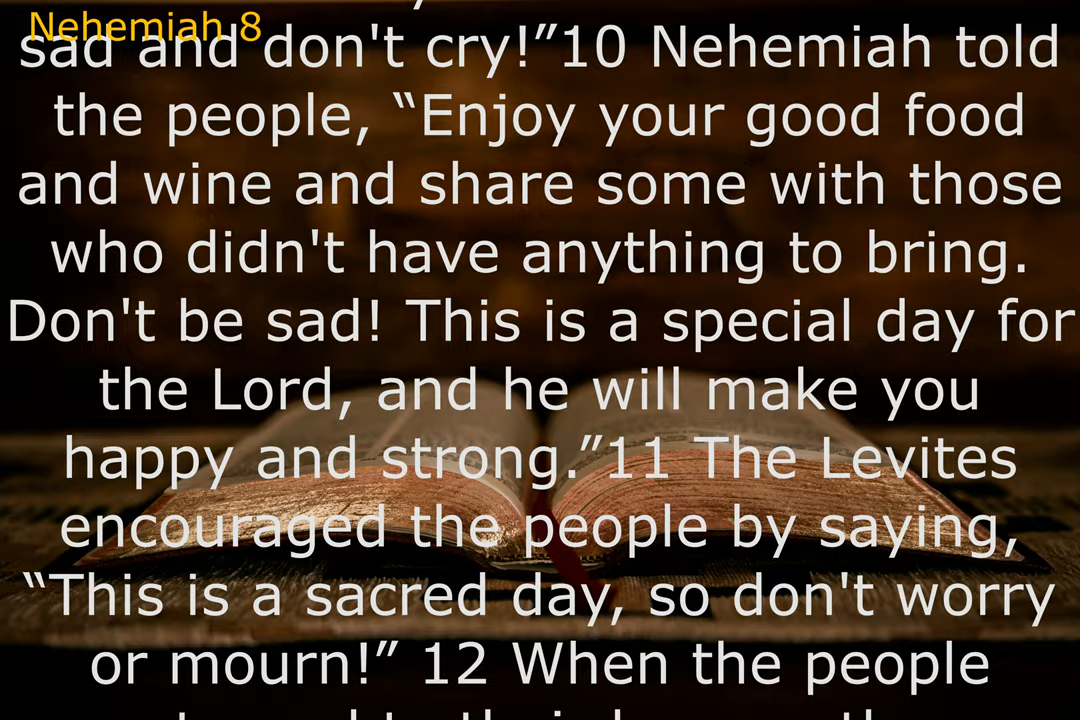 Nehemiah 8
sad and don't cry!”10 Nehemiah told
the people, “Enjoy your good food
and wine and share some with those
who didn't have anything to bring.
Don't be sad! This is a special day for
the Lord, and he will make you
happy and strong.”11 The Levites
encouraged the people by saying,
“This is a sacred day, so don't worry
or mourn!” 12 When the people